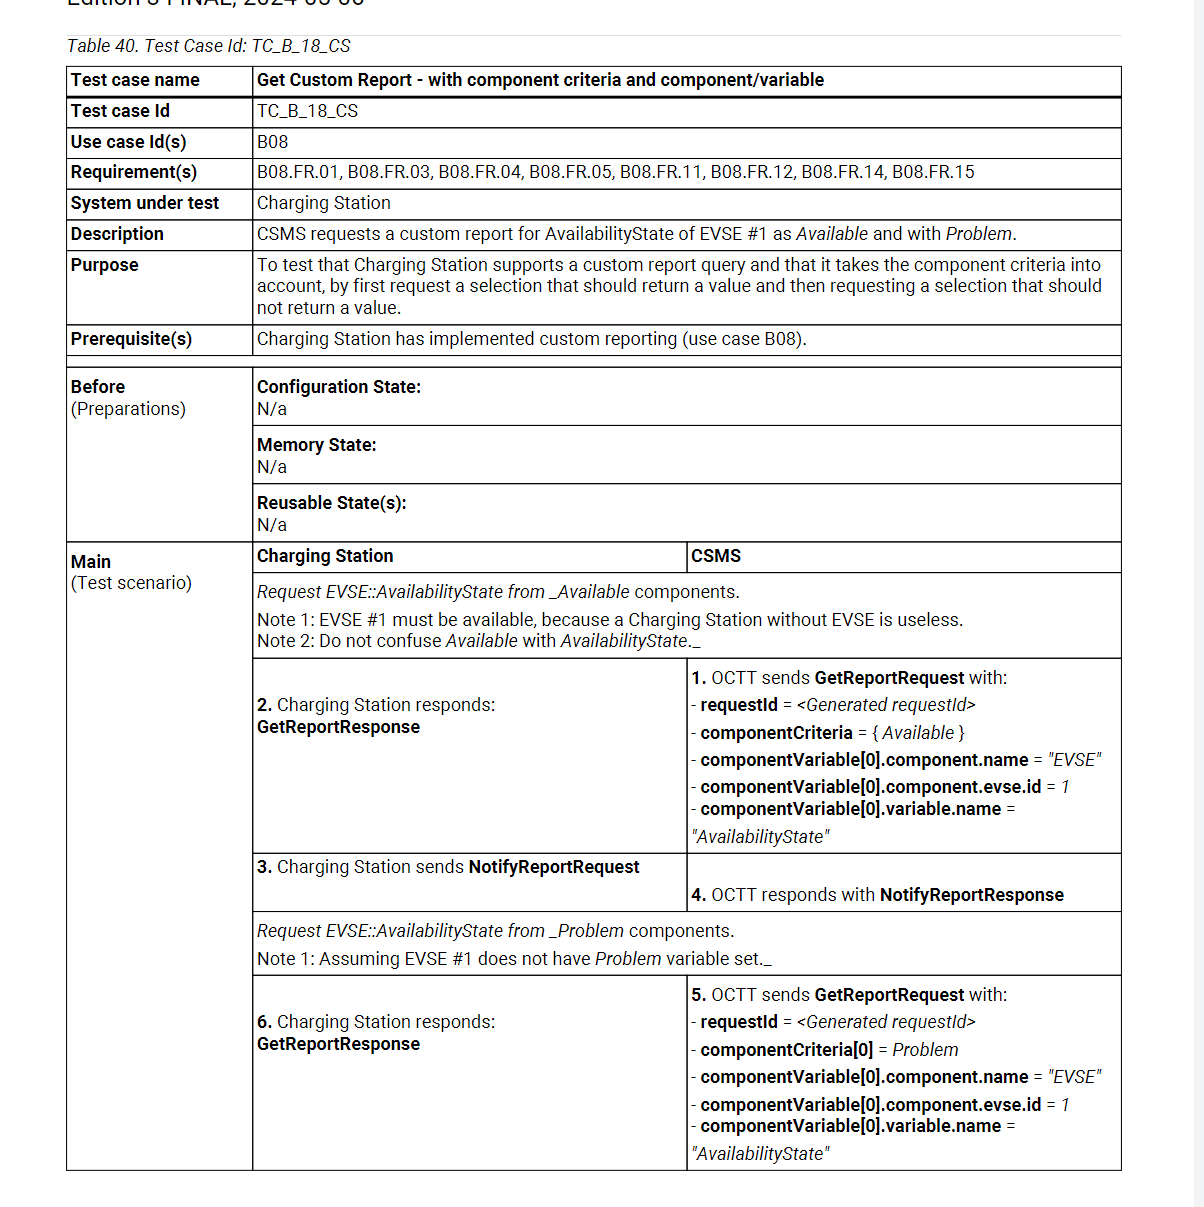 Edition 3 FINAL, 2024-05-06
Table 40. Test Case Id: TC_B_18_CS
Test case name Get Custom Report - with component criteria and component/variable
Test case Id TC_B_18_CS
Use case Id(s) B08
Requirement(s) B08.FR.01, B08.FR.03, B08.FR.04, B08.FR.05, B08.FR.11, B08.FR.12, B08.FR.14, B08.FR.15
System under test Charging Station
Description CSMS requests a custom report for AvailabilityState of EVSE #1 as Available and with Problem.
Purpose To test that Charging Station supports a custom report query and that it takes the component criteria into
account, by first request a selection that should return a value and then requesting a selection that should
not return a value.
Prerequisite(s) Charging Station has implemented custom reporting (use case B08).
Before
(Preparations)
Configuration State:
N/a
Memory State:
N/a
Reusable State(s):
N/a
Main
(Test scenario)
Charging Station CSMS
Request EVSE::AvailabilityState from _Available components.
Note 1: EVSE #1 must be available, because a Charging Station without EVSE is useless.
Note 2: Do not confuse Available with AvailabilityState._
1. OCTT sends GetReportRequest with:
- requestId = <Generated requestId>
- componentCriteria = { Available }
- componentVariable[0].component.name = "EVSE"
- componentVariable[0].component.evse.id = 1
- componentVariable[0].variable.name =
"AvailabilityState"
2. Charging Station responds:
GetReportResponse
3. Charging Station sends NotifyReportRequest
4. OCTT responds with NotifyReportResponse
Request EVSE::AvailabilityState from _Problem components.
Note 1: Assuming EVSE #1 does not have Problem variable set._
5. OCTT sends GetReportRequest with:
- requestId = <Generated requestId>
- componentCriteria[0] = Problem
- componentVariable[0].component.name = "EVSE"
- componentVariable[0].component.evse.id = 1
- componentVariable[0].variable.name =
"AvailabilityState"
6. Charging Station responds:
GetReportResponse